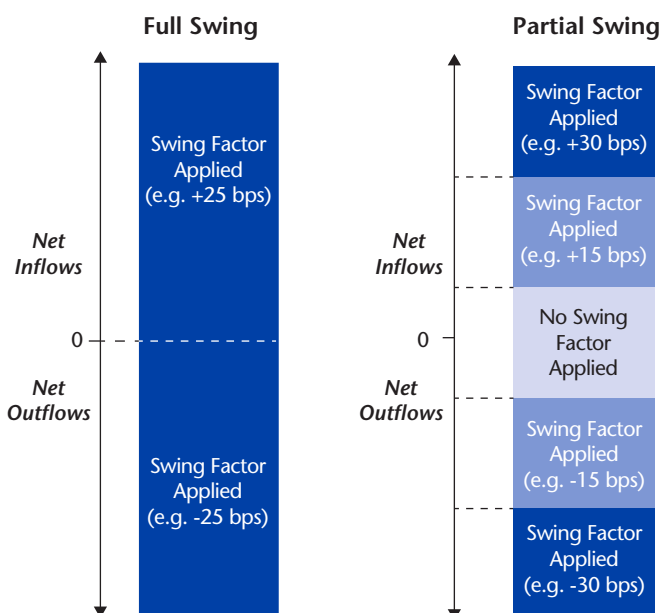 Full Swing
Swing Factor
Applied
(e.g. +25 bps)
Net
Inflows
0
Net
Outflows
Swing Factor
Applied
(e.g. -25 bps)
Partial Swing
Swing Factor
Applied
(e.g. +30 bps)
Swing Factor
Applied
(e.g. +15 bps)
Net
Inflows
No Swing
Factor
Applied
0
Net
Outflows
Swing Factor
Applied
(e.g. -15 bps)
Swing Factor
Applied
(e.g. -30 bps)